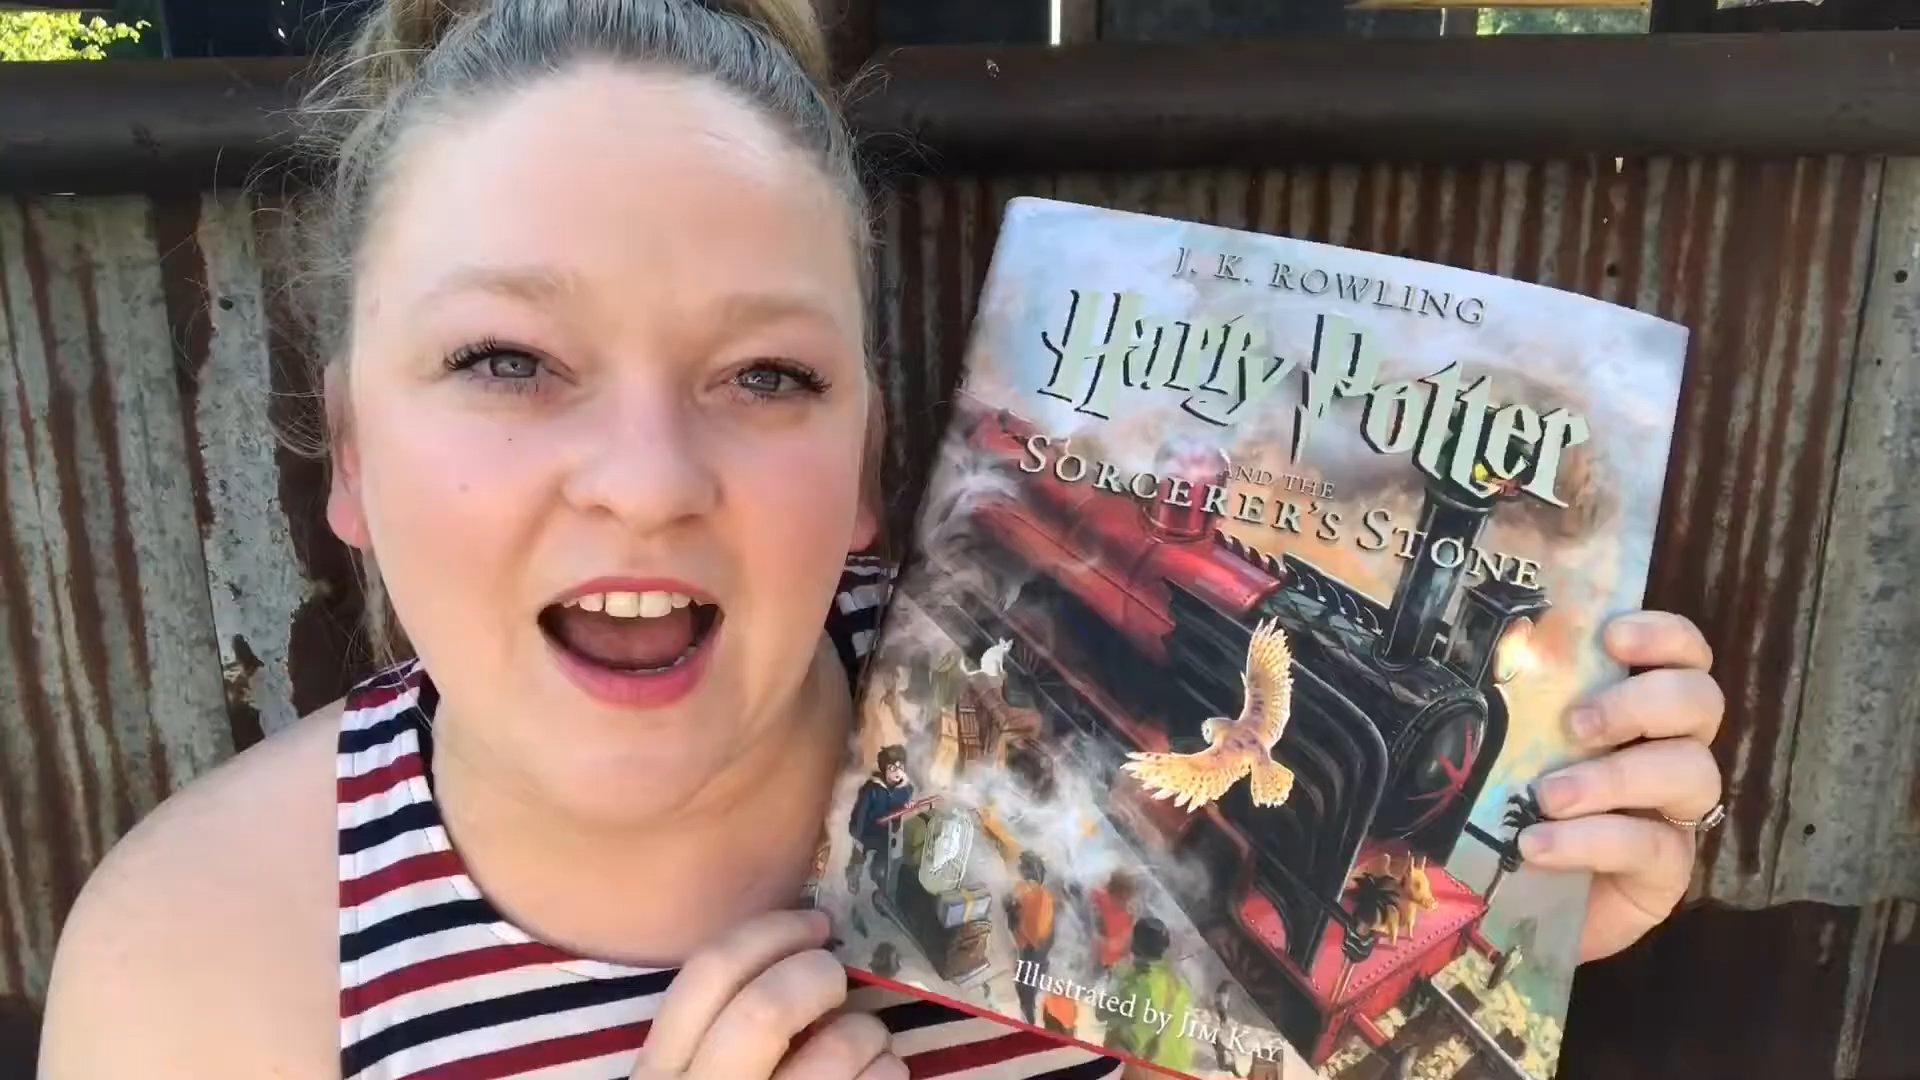 J. K. ROWLING
Harry Potter
AND THE
SORCERER'S STONE
Illustrated by JIM KAY